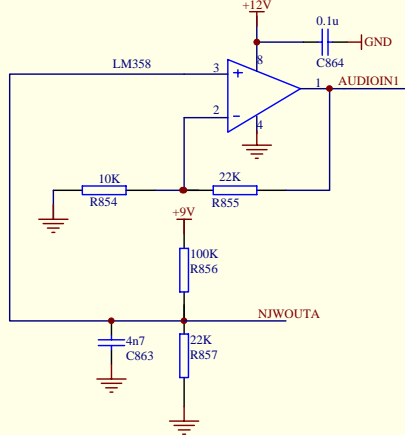 +12V
0.1u
GND
C864
LM358
3
8
1
AUDIOIN1
2
4
10K
R854
22K
R855
+9V
100K
R856
NJWOUTA
4n7
C863
22K
R857